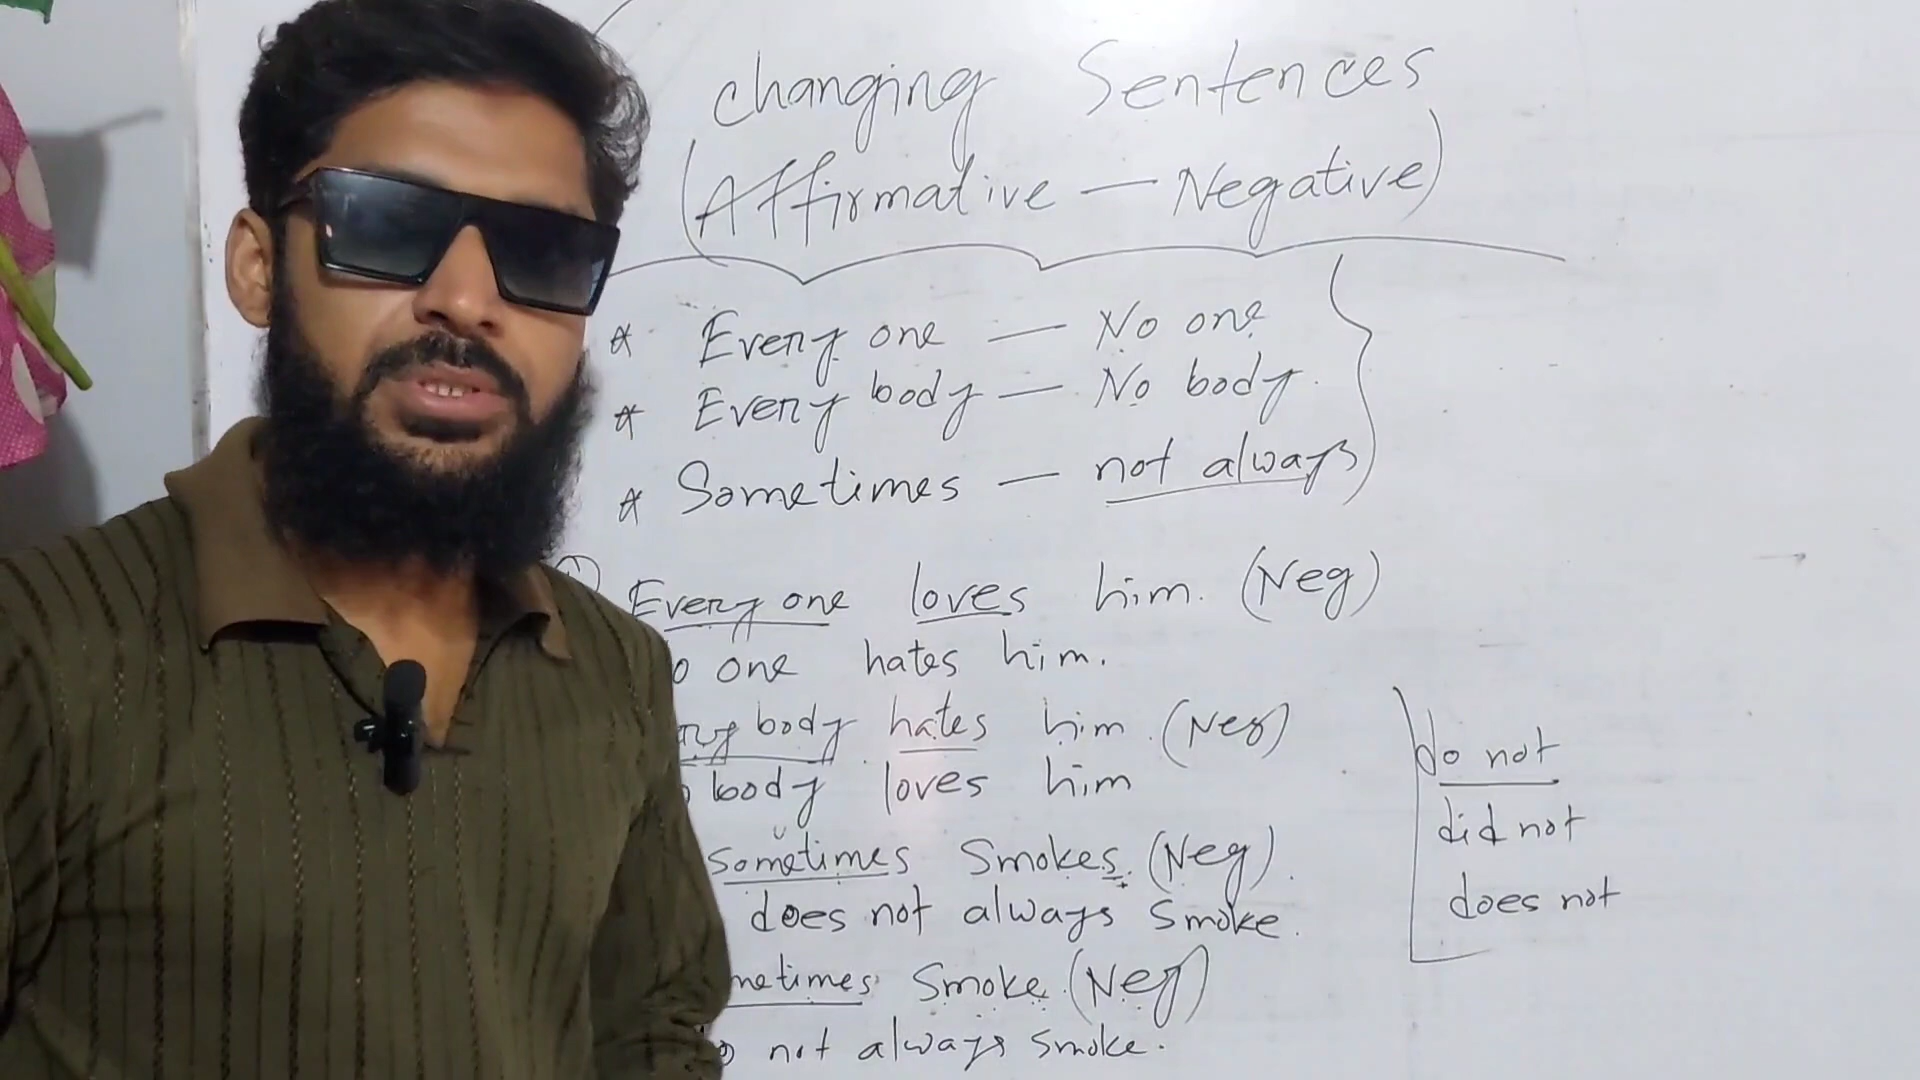 changing Sentences
(Affirmative — Negative)
* Every one — No one
* Every body — No body.
* Sometimes — not always
Every one loves him. (Neg)
one hates him.
body hates him. (Neg)
body loves him
sometimes Smokes. (Neg).
does not always Smoke.
Smoke. (Neg)
not always smoke.
do not
did not
does not